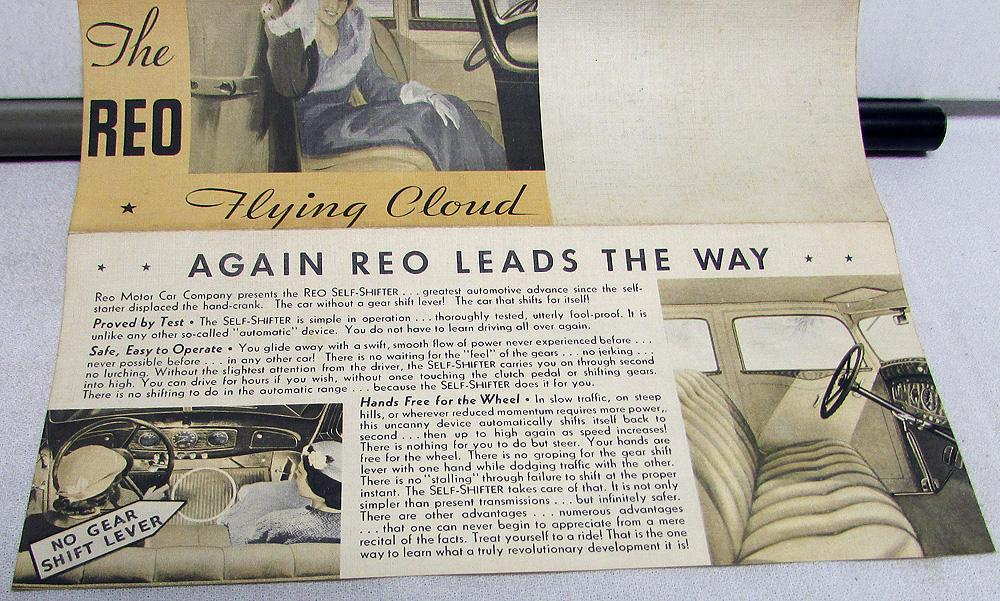 The
REO
★ Flying Cloud
★ ★ AGAIN REO LEADS THE WAY ★ ★
Reo Motor Car Company presents the REO SELF-SHIFTER . . . greatest automotive advance since the self-
starter displaced the hand-crank. The car without a gear shift lever! The car that shifts for itself!
Proved by Test • The SELF-SHIFTER is simple in operation . . . thoroughly tested, utterly fool-proof. It is
unlike any other so-called "automatic" device. You do not have to learn driving all over again.
Safe, Easy to Operate • You glide away with a swift, smooth flow of power never experienced before . . .
never possible before . . . . in any other car! There is no waiting for the "feel" of the gears . . . no jerking . . .
no lurching. Without the slightest attention from the driver, the SELF-SHIFTER carries you on through second
into high. You can drive for hours if you wish, without once touching the clutch pedal or shifting gears.
There is no shifting to do in the automatic range . . . because the SELF-SHIFTER does it for you.
Hands Free for the Wheel • In slow traffic, on steep
hills, or wherever reduced momentum requires more power,
this uncanny device automatically shifts itself back to
second . . . then up to high again as speed increases!
There is nothing for you to do but steer. Your hands are
free for the wheel. There is no groping for the gear shift
lever with one hand while dodging traffic with the other.
There is no "stalling" through failure to shift at the proper
instant. The SELF-SHIFTER takes care of that. It is not only
simpler than present transmissions . . . but infinitely safer.
There are other advantages . . . numerous advantages
. . . that one can never begin to appreciate from a mere
recital of the facts. Treat yourself to a ride! That is the one
way to learn what a truly revolutionary development it is!
NO GEAR
SHIFT LEVER